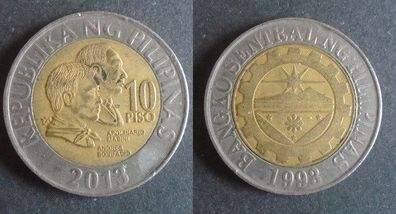 REPUBLIKA NG PILIPINAS
10
PISO
APOLINARIO
MABINI
ANDRES
BONIFACIO
2013
BANGKO SENTRAL NG PILIPINAS
1993